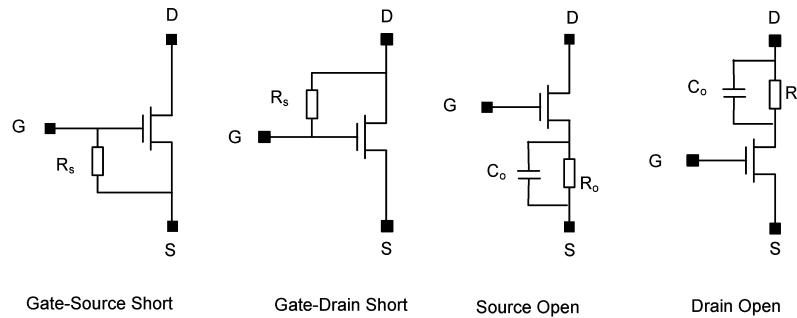 D
G
Rs
S
Gate-Source Short
D
Rs
G
S
Gate-Drain Short
D
G
Co
Ro
S
Source Open
D
Co
R
G
S
Drain Open